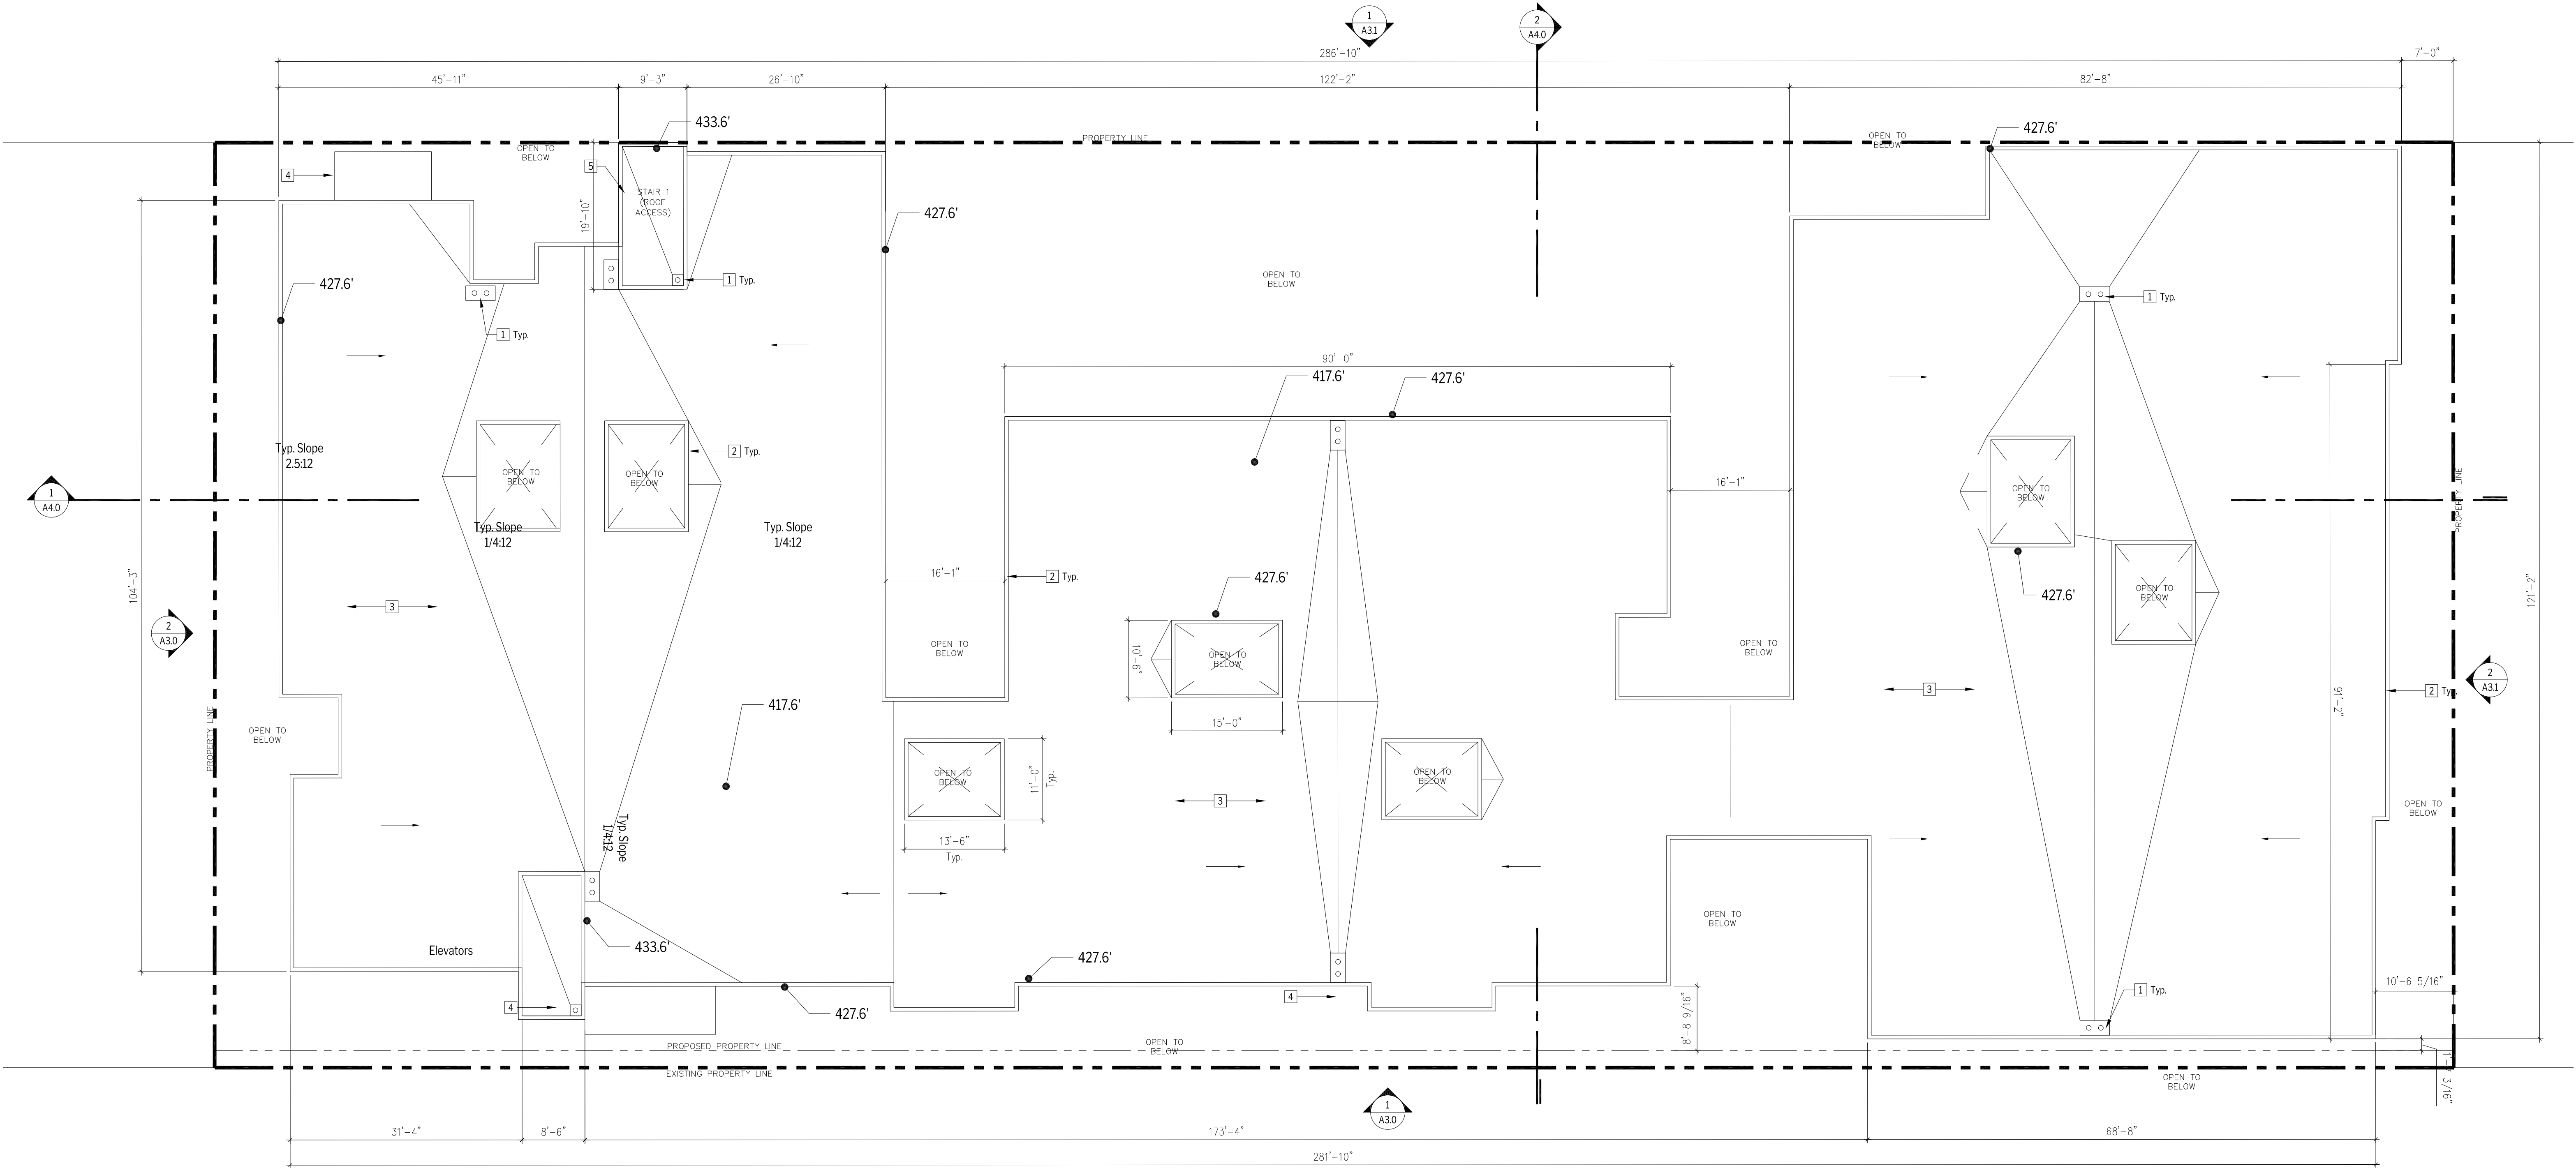 1
A3.1
2
A4.0
286'-10"
7'-0"
45'-11"
9'-3"
26'-10"
122'-2"
82'-8"
433.6'
427.6'
PROPERTY LINE
OPEN TO
BELOW
OPEN TO
BELOW
5
4
STAIR 1
(ROOF
ACCESS)
19'-10"
427.6'
OPEN TO
BELOW
427.6'
1 Typ.
1 Typ.
1 Typ.
90'-0"
417.6'
427.6'
Typ. Slope
2.5:12
2 Typ.
OPEN TO
BELOW
OPEN TO
BELOW
16'-1"
OPEN TO
BELOW
PROPERTY LINE
1
A4.0
Typ. Slope
1/4:12
Typ. Slope
1/4:12
104'-3"
16'-1"
2 Typ.
427.6'
427.6'
OPEN TO
BELOW
121'-2"
3
2
A3.0
OPEN TO
BELOW
10'-6"
OPEN TO
BELOW
OPEN TO
BELOW
3
2 Typ.
2
A3.1
91'-2"
417.6'
15'-0"
OPEN TO
BELOW
PROPERTY LINE
OPEN TO
BELOW
11'-0"
Typ.
OPEN TO
BELOW
3
OPEN TO
BELOW
Typ. Slope
1/4:12
13'-6"
Typ.
OPEN TO
BELOW
Elevators
433.6'
427.6'
10'-6 5/16"
4
427.6'
4
8'-8 9/16"
1 Typ.
PROPOSED PROPERTY LINE
OPEN TO
BELOW
EXISTING PROPERTY LINE
OPEN TO
BELOW
1
A3.0
31'-4"
8'-6"
173'-4"
68'-8"
281'-10"